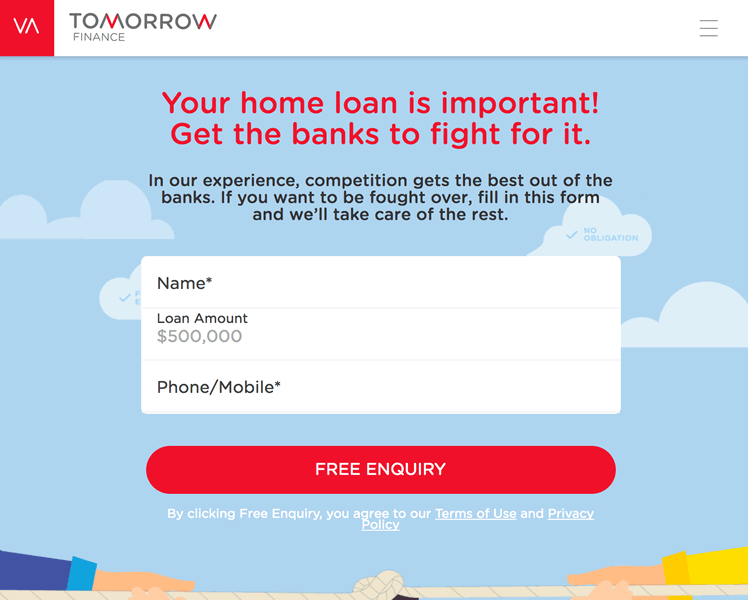 VA
TOMORROW
FINANCE
Your home loan is important!
Get the banks to fight for it.
In our experience, competition gets the best out of the
banks. If you want to be fought over, fill in this form
and we’ll take care of the rest.
NO
OBLIGATION
Name*
Loan Amount
$500,000
Phone/Mobile*
FREE ENQUIRY
By clicking Free Enquiry, you agree to our Terms of Use and Privacy
Policy